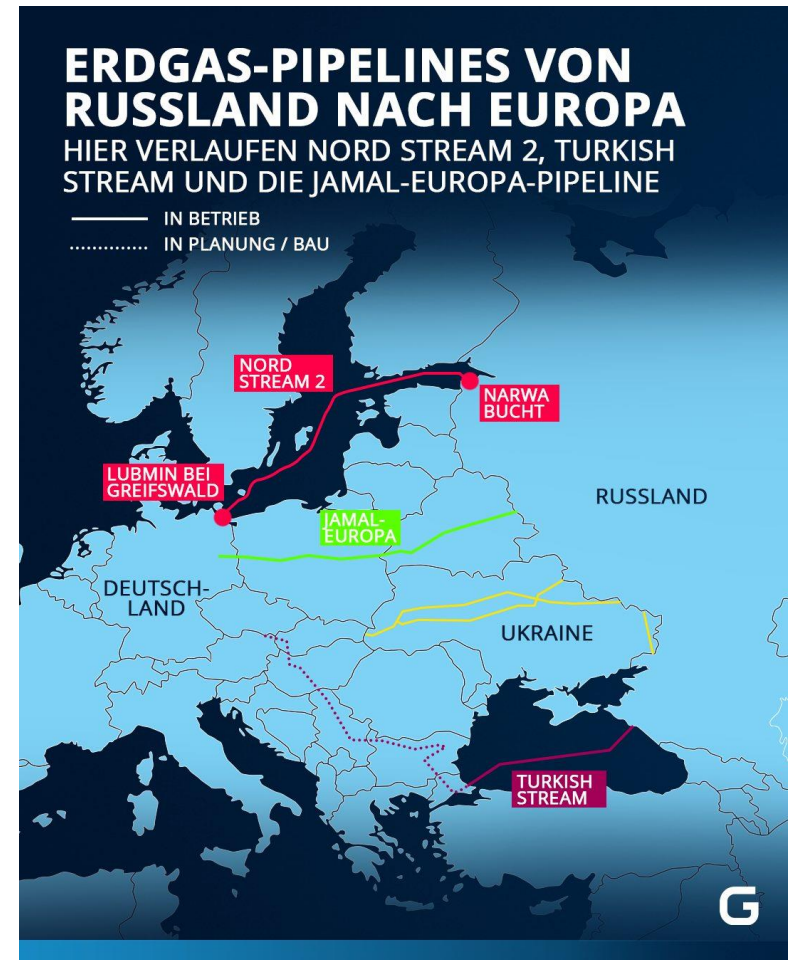 ERDGAS-PIPELINES VON
RUSSLAND NACH EUROPA
HIER VERLAUFEN NORD STREAM 2, TURKISH
STREAM UND DIE JAMAL-EUROPA-PIPELINE
IN BETRIEB
IN PLANUNG / BAU
NORD
STREAM 2
NARWA
BUCHT
LUBMIN BEI
GREIFSWALD
RUSSLAND
JAMAL-
EUROPA
DEUTSCH-
LAND
UKRAINE
TURKISH
STREAM
G